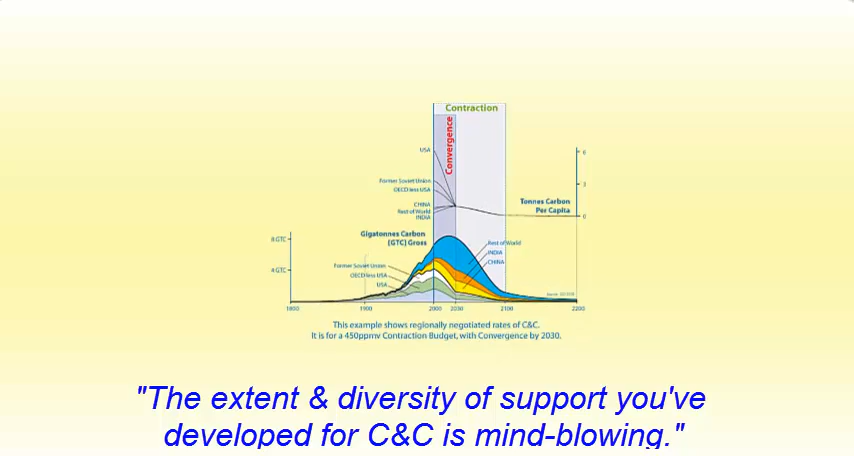 Contraction
Convergence
USA
6
Former Soviet Union
OECD less USA
3
CHINA
Rest of World
INDIA
Tonnes Carbon
Per Capita
0
Gigatonnes Carbon
(GTC) Gross
8 GTC
Rest of World
INDIA
CHINA
Former Soviet Union
4 GTC
OECD less USA
USA
1800 1900 2000 2030 2100 2200
This example shows regionally negotiated rates of C&C.
It is for a 450ppmv Contraction Budget, with Convergence by 2030.
"The extent & diversity of support you've
developed for C&C is mind-blowing."